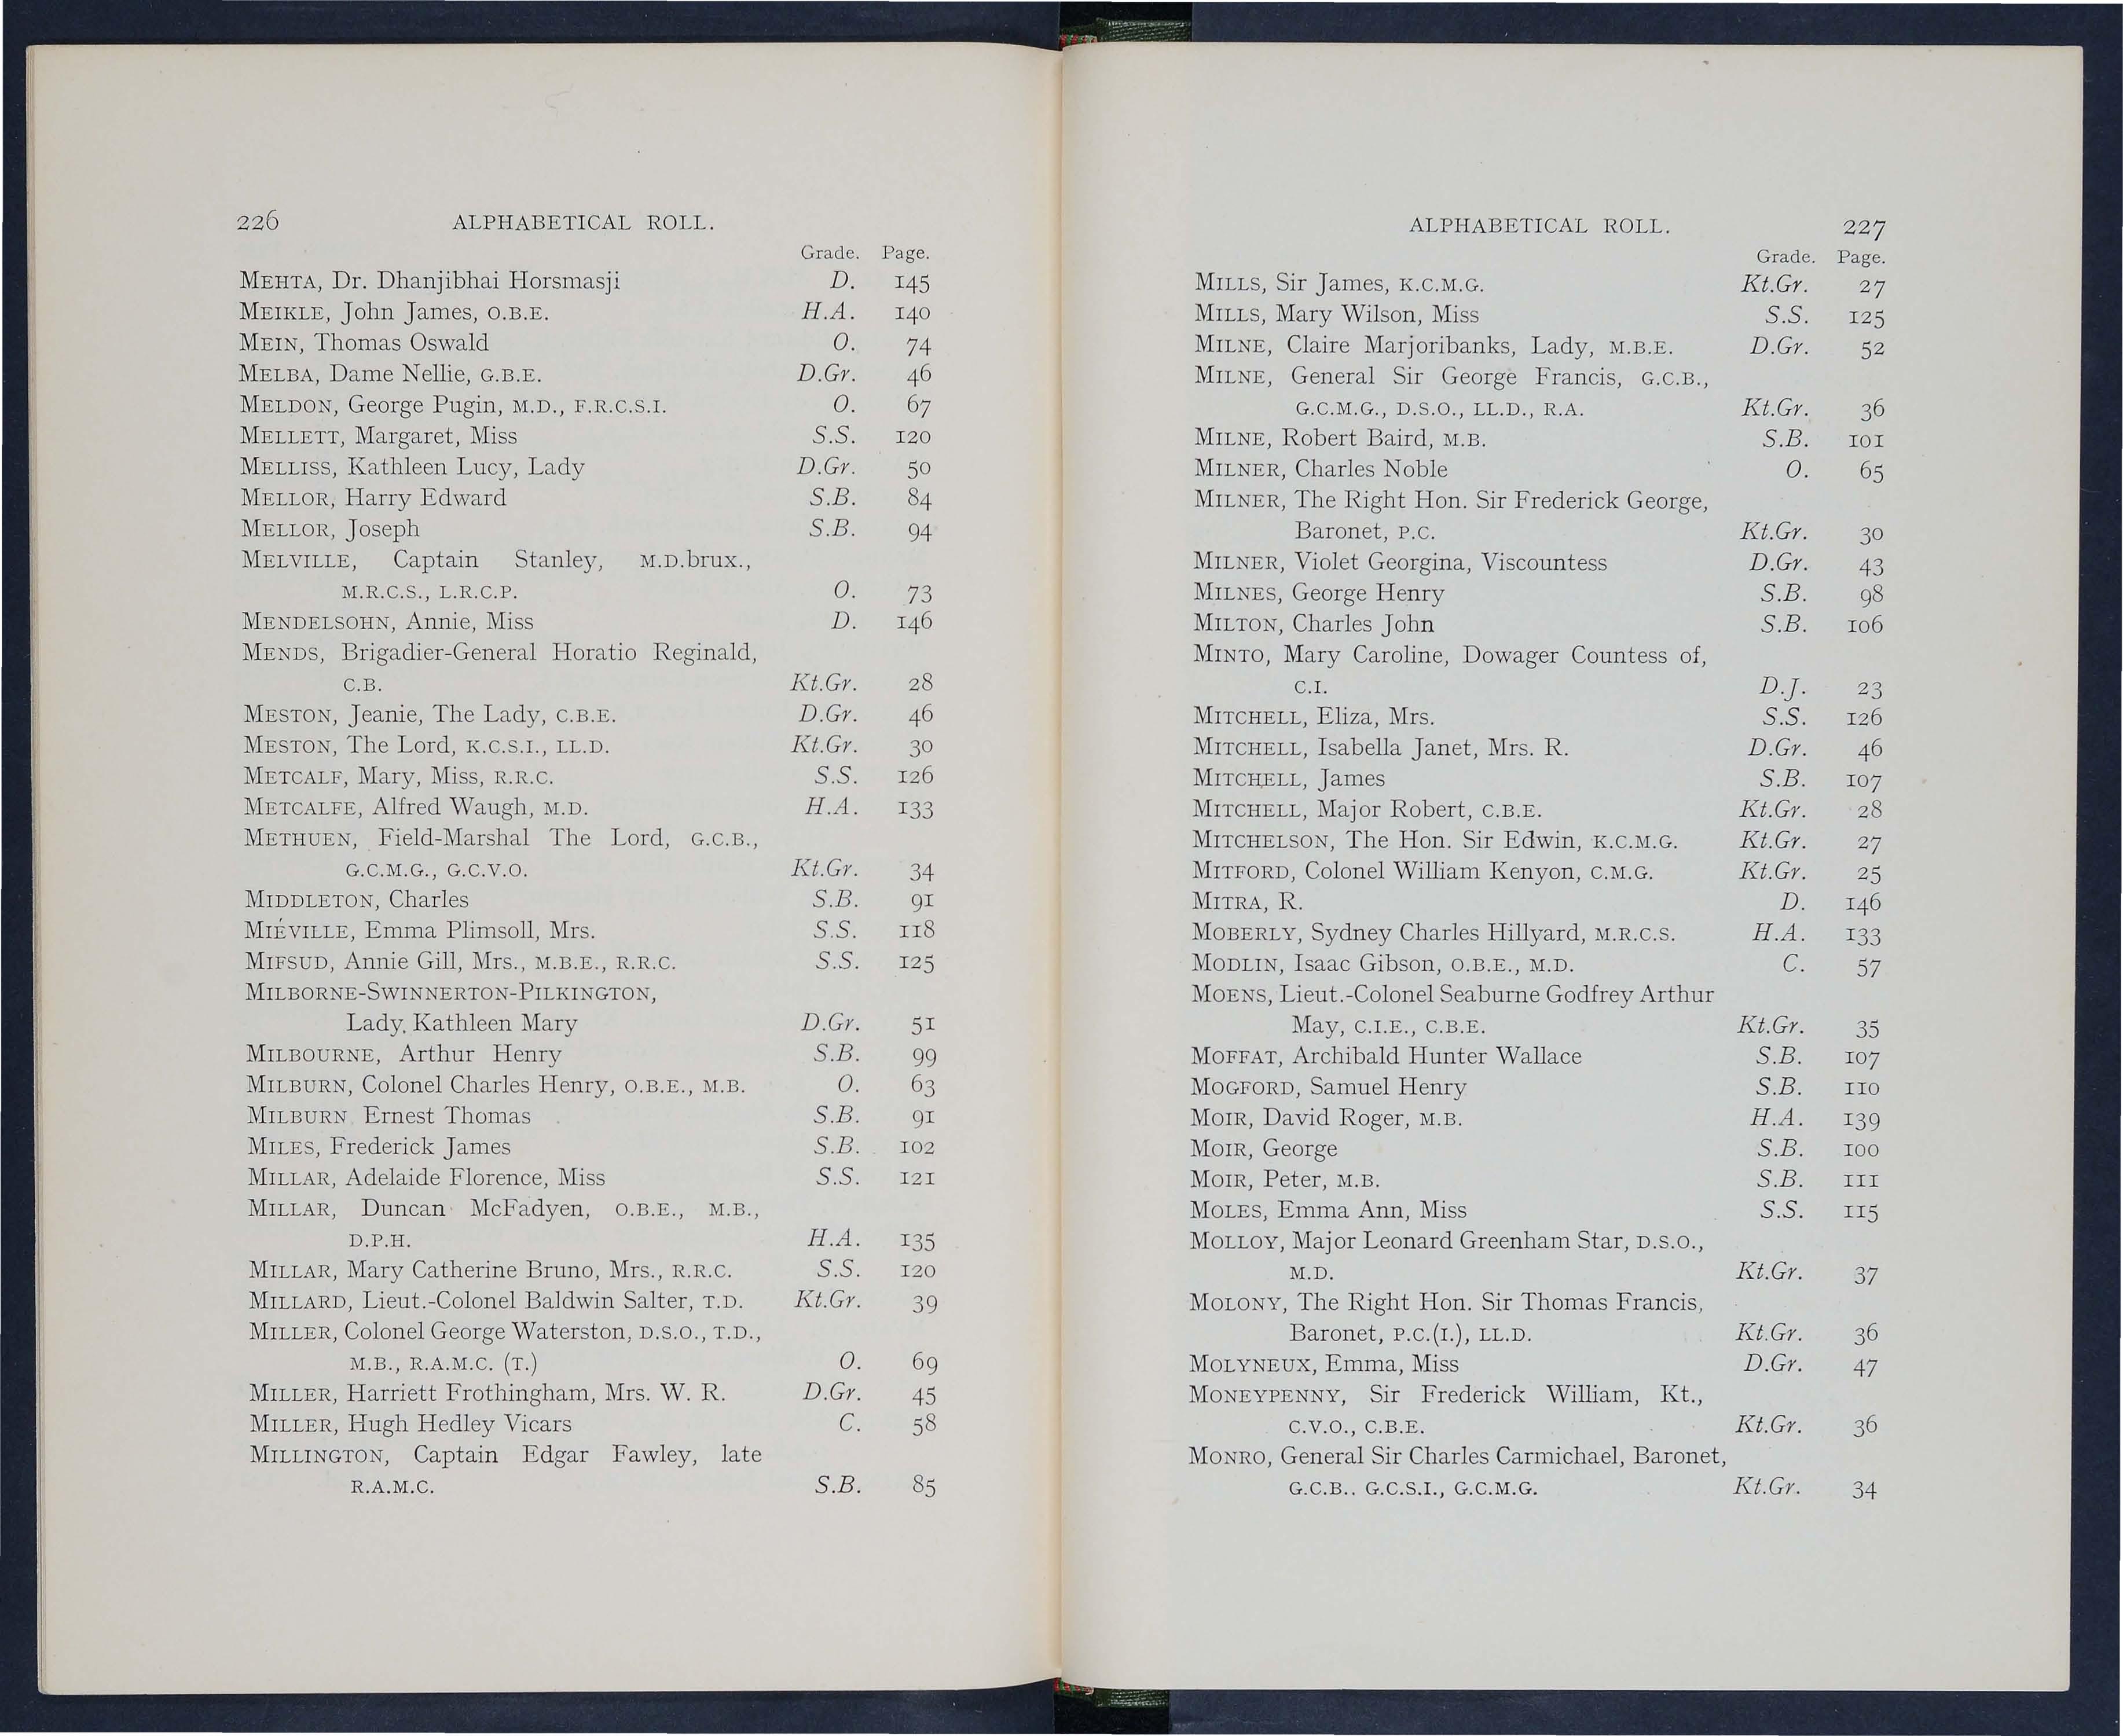 226 ALPHABETICAL ROLL.
Grade. Page.
MEHTA, Dr. Dhanjibhai Horsmasji D. 145
MEIKLE, John James, O.B.E. H.A. 140
MEIN, Thomas Oswald O. 74
MELBA, Dame Nellie, G.B.E. D.Gr. 46
MELDON, George Pugin, M.D., F.R.C.S.I. O. 67
MELLETT, Margaret, Miss S.S. 120
MELLISS, Kathleen Lucy, Lady D.Gr. 50
MELLOR, Harry Edward S.B. 84
MELLOR, Joseph S.B. 94
MELVILLE, Captain Stanley, M.D.brux.,
M.R.C.S., L.R.C.P. O. 73
MENDELSOHN, Annie, Miss D. 146
MENDS, Brigadier-General Horatio Reginald,
C.B. Kt.Gr. 28
MESTON, Jeanie, The Lady, C.B.E. D.Gr. 46
MESTON, The Lord, K.C.S.I., LL.D. Kt.Gr. 30
METCALF, Mary, Miss, R.R.C. S.S. 126
METCALFE, Alfred Waugh, M.D. H.A. 133
METHUEN, Field-Marshal The Lord, G.C.B.,
G.C.M.G., G.C.V.O. Kt.Gr. 34
MIDDLETON, Charles S.B. 91
MIÉVILLE, Emma Plimsoll, Mrs. S.S. 118
MIFSUD, Annie Gill, Mrs., M.B.E., R.R.C. S.S. 125
MILBORNE-SWINNERTON-PILKINGTON,
Lady Kathleen Mary D.Gr. 51
MILBOURNE, Arthur Henry S.B. 99
MILBURN, Colonel Charles Henry, O.B.E., M.B. O. 63
MILBURN Ernest Thomas S.B. 91
MILES, Frederick James S.B. 102
MILLAR, Adelaide Florence, Miss S.S. 121
MILLAR, Duncan McFadyen, O.B.E., M.B.,
D.P.H. H.A. 135
MILLAR, Mary Catherine Bruno, Mrs., R.R.C. S.S. 120
MILLARD, Lieut.-Colonel Baldwin Salter, T.D. Kt.Gr. 39
MILLER, Colonel George Waterston, D.S.O., T.D.,
M.B., R.A.M.C. (T.) O. 69
MILLER, Harriett Frothingham, Mrs. W. R. D.Gr. 45
MILLER, Hugh Hedley Vicars C. 58
MILLINGTON, Captain Edgar Fawley, late
R.A.M.C. S.B. 85
ALPHABETICAL ROLL. 227
Grade. Page.
MILLS, Sir James, K.C.M.G. Kt.Gr. 27
MILLS, Mary Wilson, Miss S.S. 125
MILNE, Claire Marjoribanks, Lady, M.B.E. D.Gr. 52
MILNE, General Sir George Francis, G.C.B.,
G.C.M.G., D.S.O., LL.D., R.A. Kt.Gr. 36
MILNE, Robert Baird, M.B. S.B. 101
MILNER, Charles Noble O. 65
MILNER, The Right Hon. Sir Frederick George,
Baronet, P.C. Kt.Gr. 30
MILNER, Violet Georgina, Viscountess D.Gr. 43
MILNES, George Henry S.B. 98
MILTON, Charles John S.B. 106
MINTO, Mary Caroline, Dowager Countess of,
C.I. D.J. 23
MITCHELL, Eliza, Mrs. S.S. 126
MITCHELL, Isabella Janet, Mrs. R. D.Gr. 46
MITCHELL, James S.B. 107
MITCHELL, Major Robert, C.B.E. Kt.Gr. 28
MITCHELSON, The Hon. Sir Edwin, K.C.M.G. Kt.Gr. 27
MITFORD, Colonel William Kenyon, C.M.G. Kt.Gr. 25
MITRA, R. D. 146
MOBERLY, Sydney Charles Hillyard, M.R.C.S. H.A. 133
MODLIN, Isaac Gibson, O.B.E., M.D. C. 57
MOENS, Lieut.-Colonel Seaburne Godfrey Arthur
May, C.I.E., C.B.E. Kt.Gr. 35
MOFFAT, Archibald Hunter Wallace S.B. 107
MOGFORD, Samuel Henry S.B. 110
MOIR, David Roger, M.B. H.A. 139
MOIR, George S.B. 100
MOIR, Peter, M.B. S.B. 111
MOLES, Emma Ann, Miss S.S. 115
MOLLOY, Major Leonard Greenham Star, D.S.O.,
M.D. Kt.Gr. 37
MOLONY, The Right Hon. Sir Thomas Francis,
Baronet, P.C.(I.), LL.D. Kt.Gr. 36
MOLYNEUX, Emma, Miss D.Gr. 47
MONEYPENNY, Sir Frederick William, Kt.,
C.V.O., C.B.E. Kt.Gr. 36
MONRO, General Sir Charles Carmichael, Baronet,
G.C.B., G.C.S.I., G.C.M.G. Kt.Gr. 34